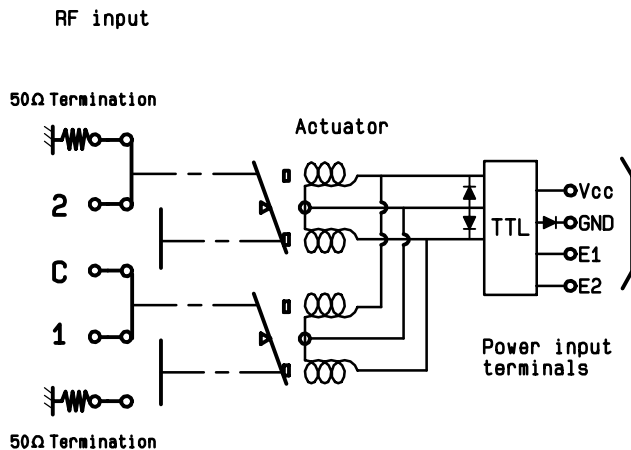 RF input
50Ω Termination
Actuator
2
C
1
TTL
Vcc
GND
E1
E2
Power input
terminals
50Ω Termination